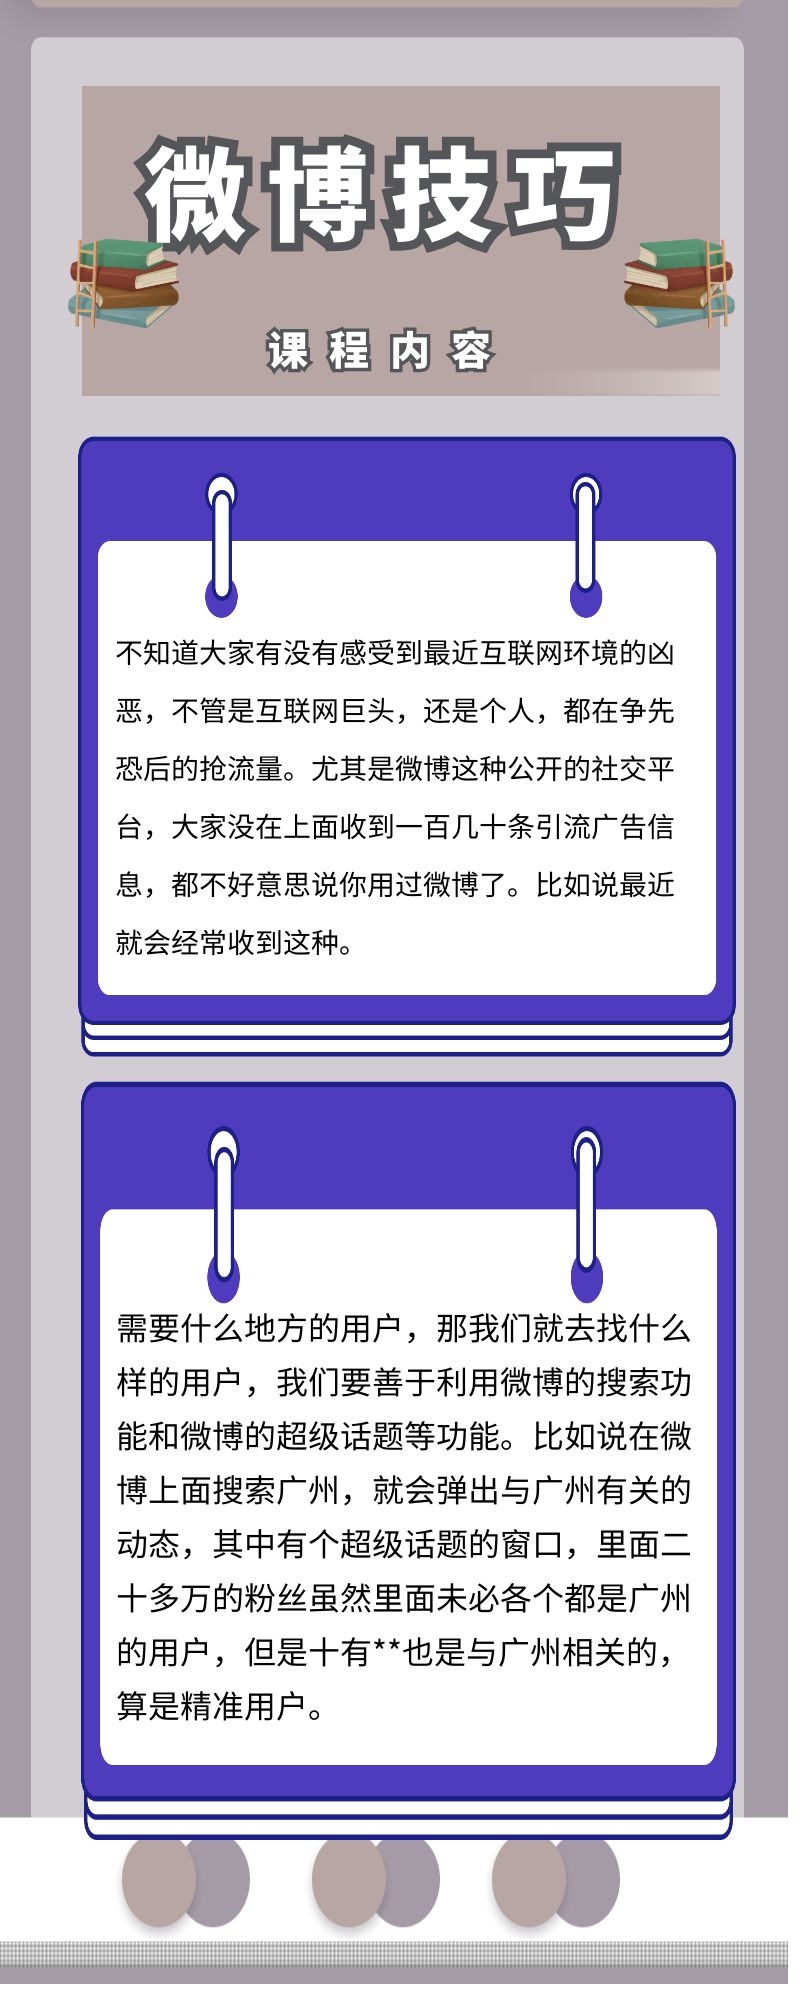 微博技巧
课程内容
不知道大家有没有感受到最近互联网环境的凶
恶，不管是互联网巨头，还是个人，都在争先
恐后的抢流量。尤其是微博这种公开的社交平
台，大家没在上面收到一百几十条引流广告信
息，都不好意思说你用过微博了。比如说最近
就会经常收到这种。
需要什么地方的用户，那我们就去找什么
样的用户，我们要善于利用微博的搜索功
能和微博的超级话题等功能。比如说在微
博上面搜索广州，就会弹出与广州有关的
动态，其中有个超级话题的窗口，里面二
十多万的粉丝虽然里面未必各个都是广州
的用户，但是十有**也是与广州相关的，
算是精准用户。